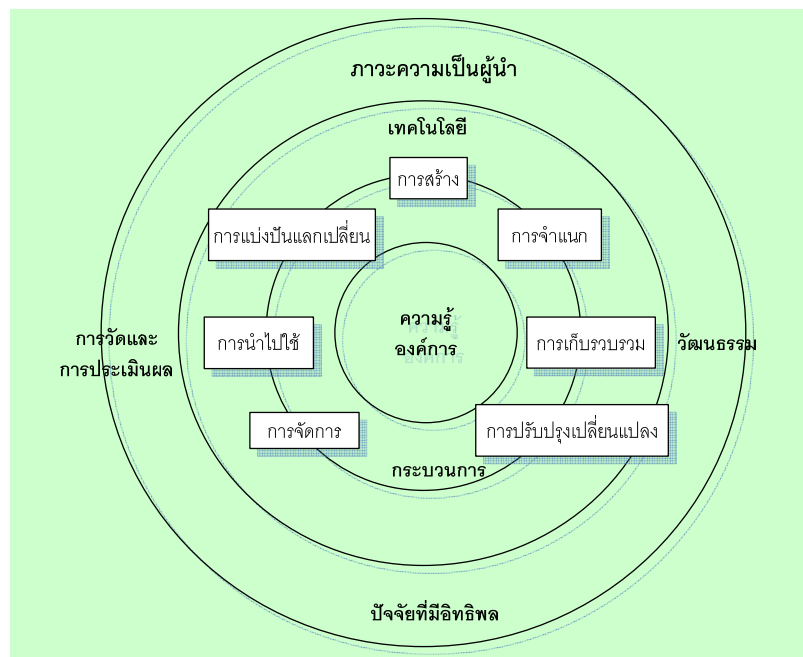 ภาวะความเป็นผู้นำ
เทคโนโลยี
การสร้าง
การแบ่งปันแลกเปลี่ยน
การจำแนก
ความรู้
องค์การ
การวัดและ
การประเมินผล
การนำไปใช้
การเก็บรวบรวม
วัฒนธรรม
การจัดการ
การปรับปรุงเปลี่ยนแปลง
กระบวนการ
ปัจจัยที่มีอิทธิพล